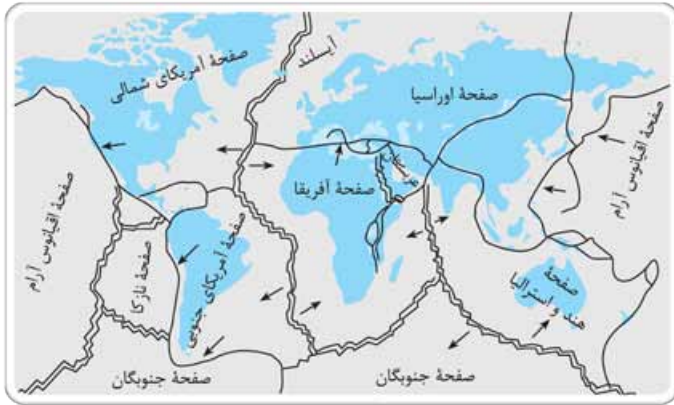 آیسلند
صفحهٔ آمریکای شمالی
صفحهٔ اوراسیا
صفحهٔ اقیانوس آرام
صفحهٔ آفریقا
صفحهٔ اقیانوس آرام
صفحهٔ نازکا
صفحهٔ آمریکای جنوبی
صفحهٔ
هند و استرالیا
صفحهٔ جنوبگان
صفحهٔ جنوبگان